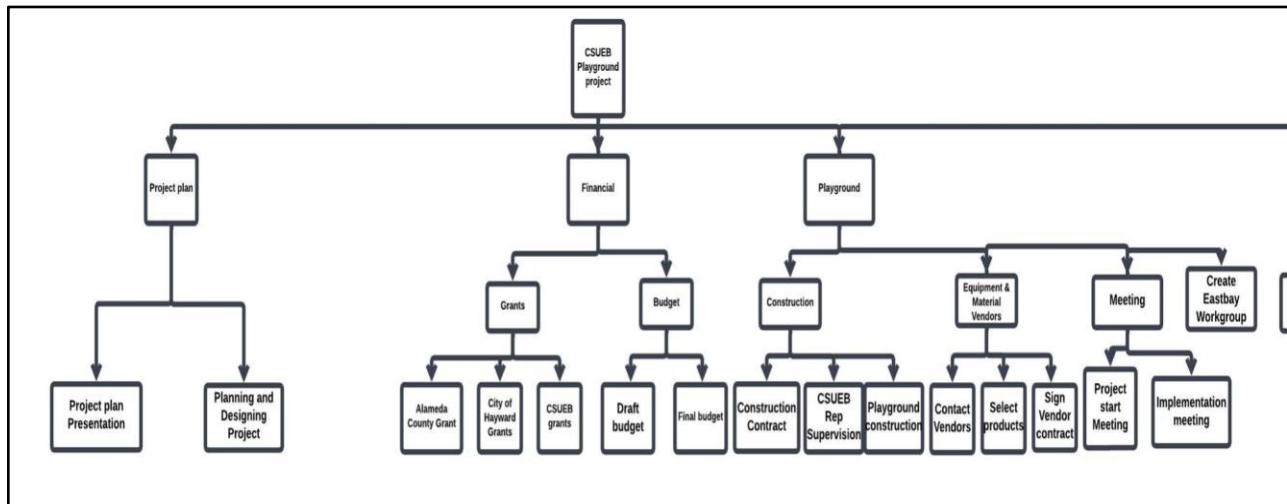 CSUEB
Playground
project
Project plan
Financial
Playground
Grants
Budget
Construction
Equipment &
Material
Vendors
Meeting
Create
Eastbay
Workgroup
Project plan
Presentation
Planning and
Designing
Project
Alameda
County Grant
City of
Hayward
Grants
CSUEB
grants
Draft
budget
Final budget
Construction
Contract
CSUEB
Rep
Supervision
Playground
construction
Contact
Vendors
Select
products
Sign
Vendor
contract
Project
start
Meeting
Implementation
meeting